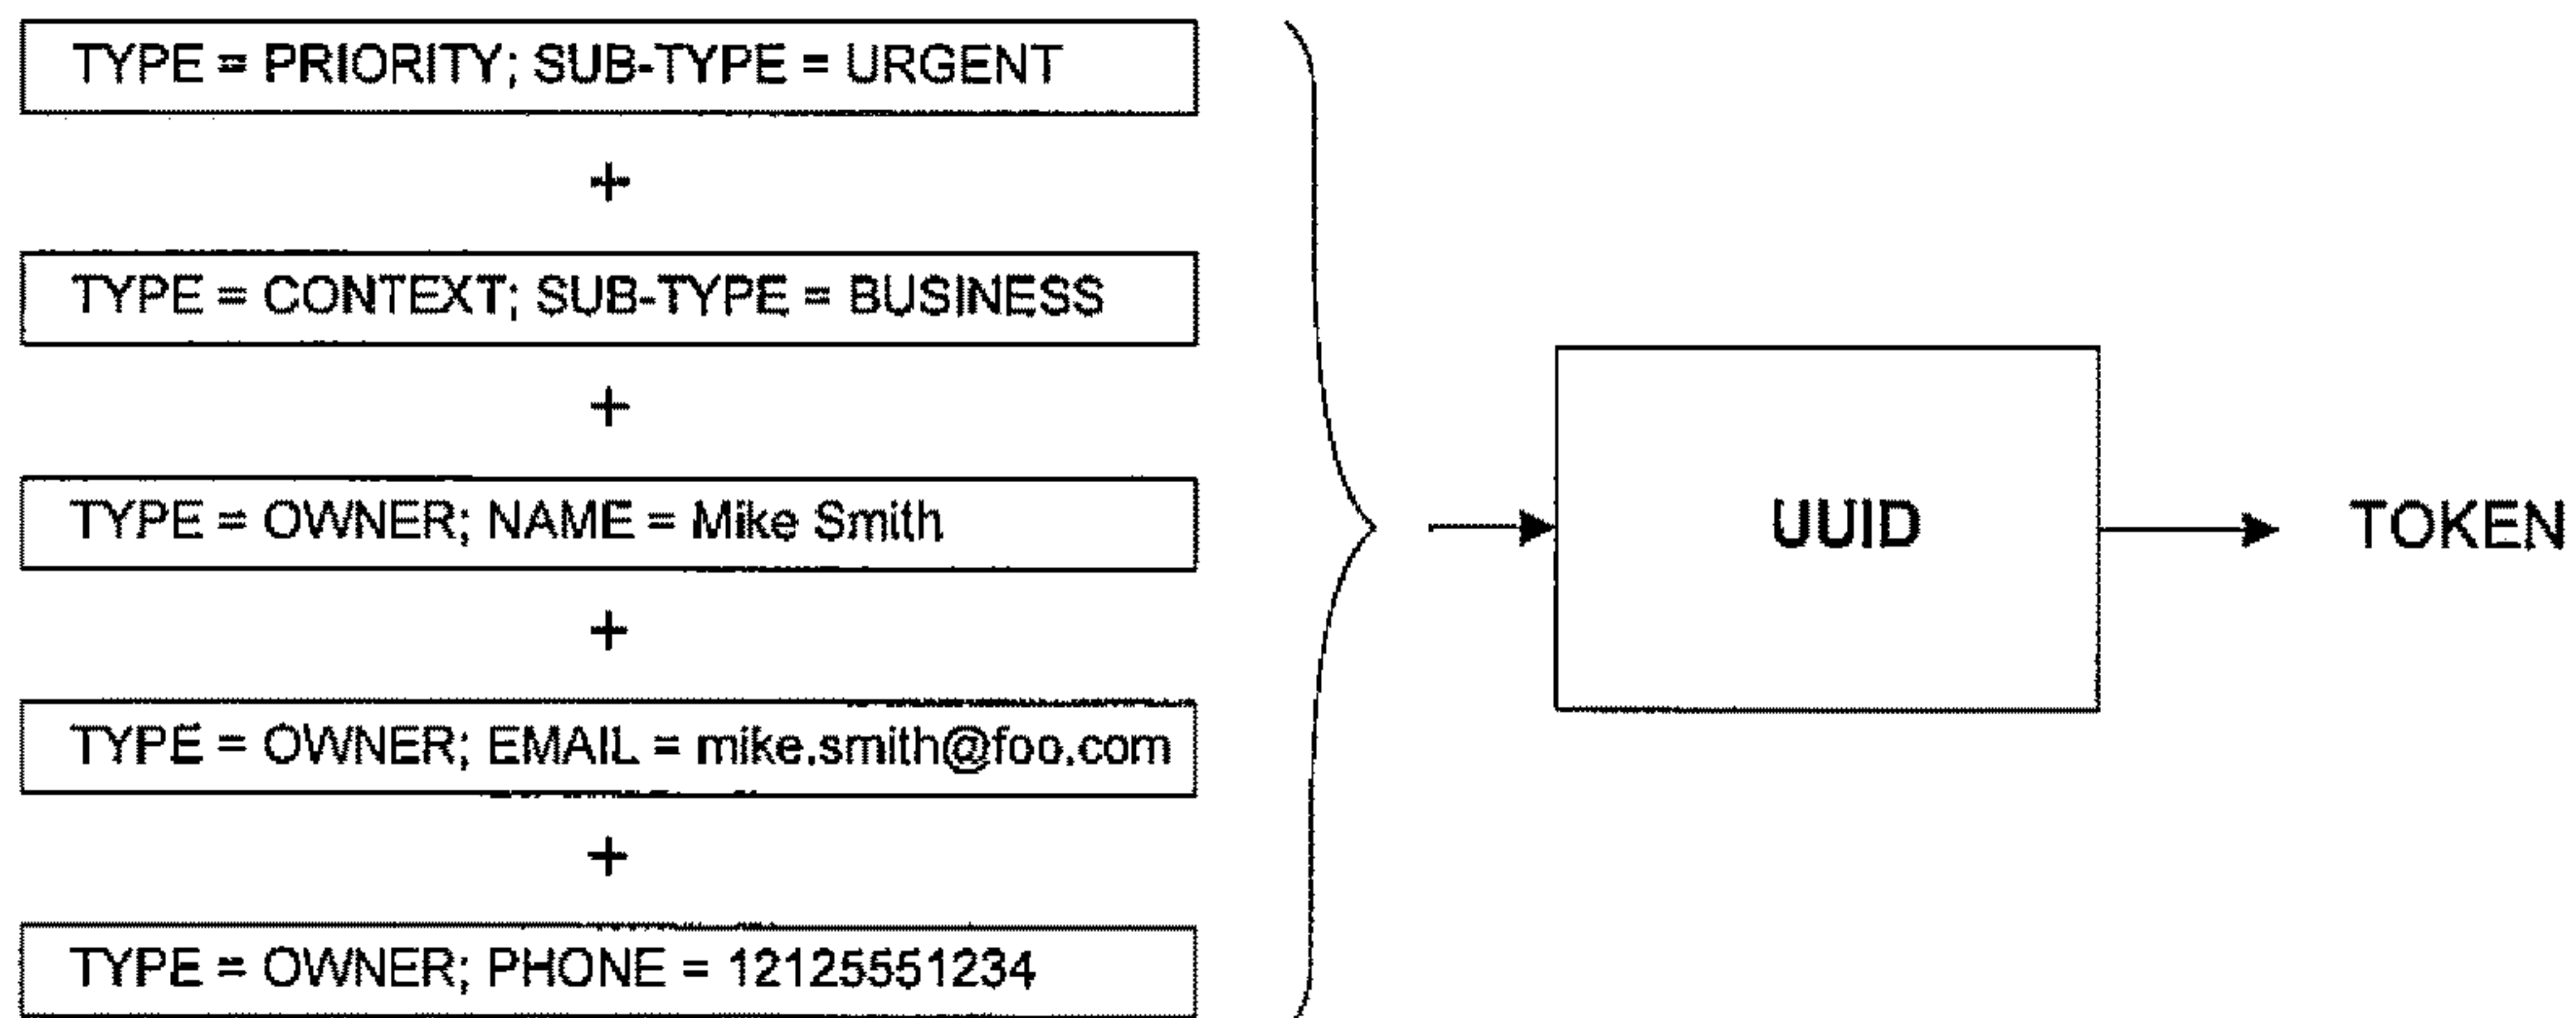 TYPE = PRIORITY; SUB-TYPE = URGENT
+
TYPE = CONTEXT; SUB-TYPE = BUSINESS
+
TYPE = OWNER; NAME = Mike Smith
+
TYPE = OWNER; EMAIL = mike.smith@foo.com
+
TYPE = OWNER; PHONE = 12125551234
UUID
TOKEN